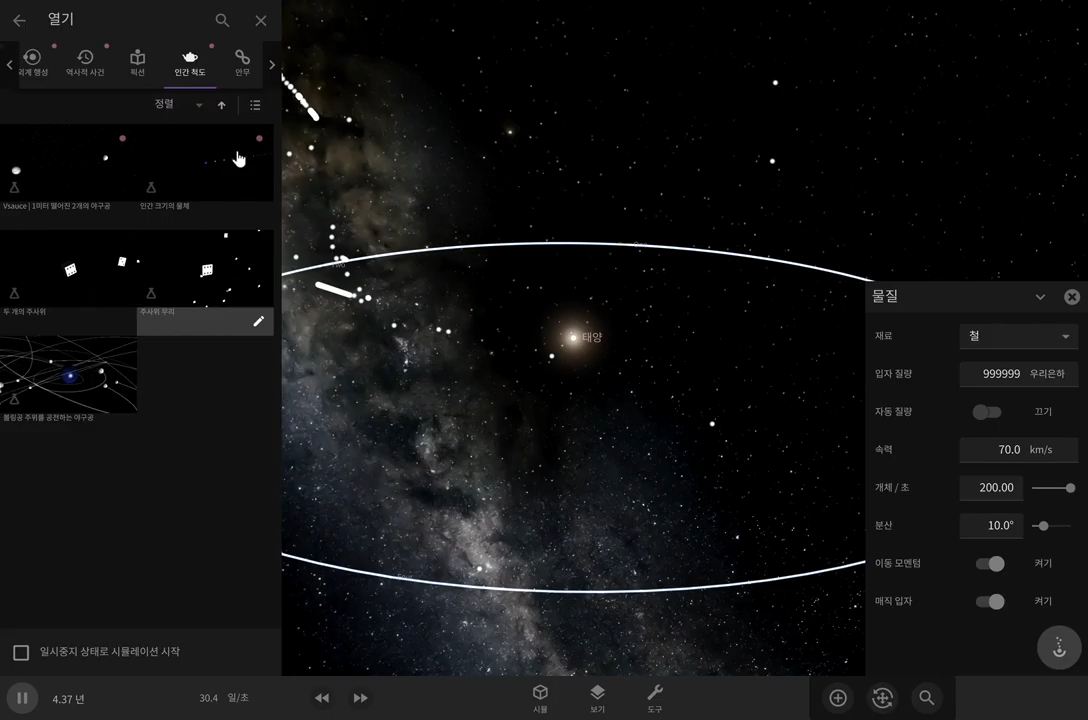 열기
외계 행성
역사적 사건
픽션
인간 척도
안무
정렬
Vsauce | 1미터 떨어진 2개의 야구공
인간 크기의 물체
두 개의 주사위
주사위 무리
볼링공 주위를 공전하는 야구공
일시중지 상태로 시뮬레이션 시작
태양
물질
재료
철
입자 질량
999999 우리은하
자동 질량
끄기
속력
70.0 km/s
개체 / 초
200.00
분산
10.0°
이동 모멘텀
켜기
매직 입자
켜기
4.37 년
30.4 일/초
시뮬
보기
도구